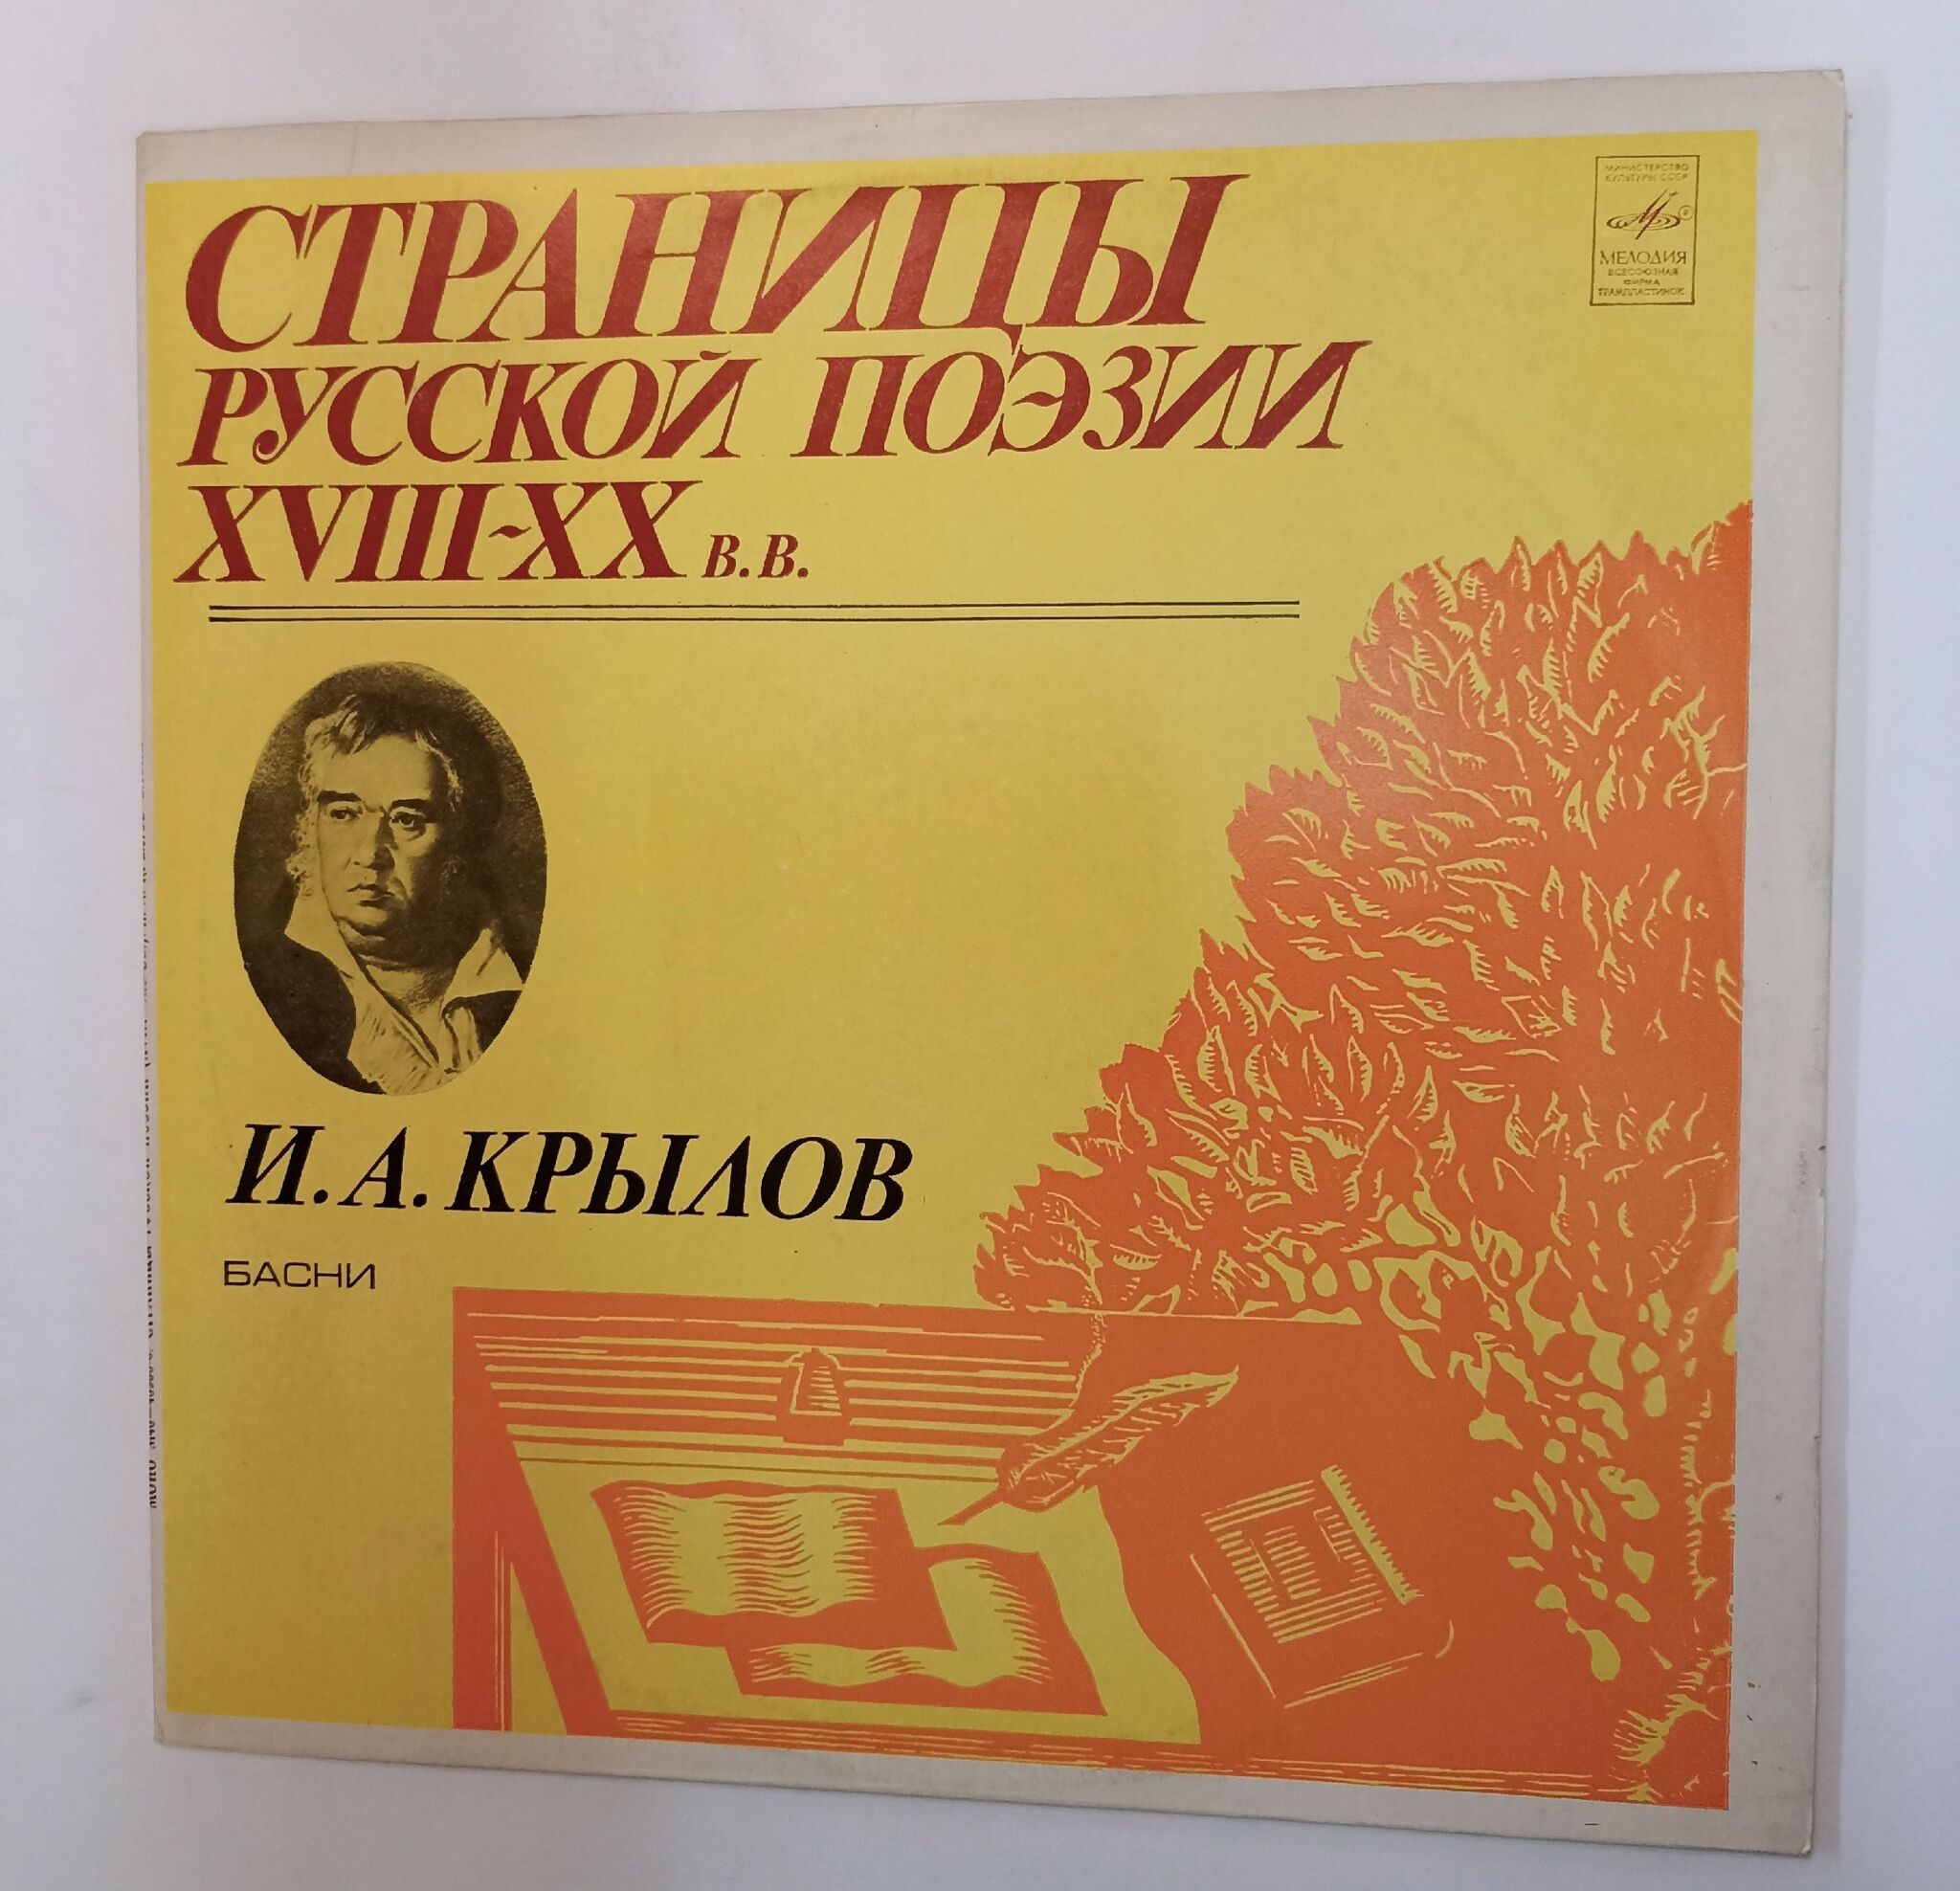 СТРАНИЦЫ
РУССКОЙ ПОЭЗИИ
XVIII-XX В.В.
МИНИСТЕРСТВО
КУЛЬТУРЫ СССР
МЕЛОДИЯ
ВСЕСОЮЗНАЯ
ФИРМА
ГРАМПЛАСТИНОК
И. А. КРЫЛОВ
БАСНИ